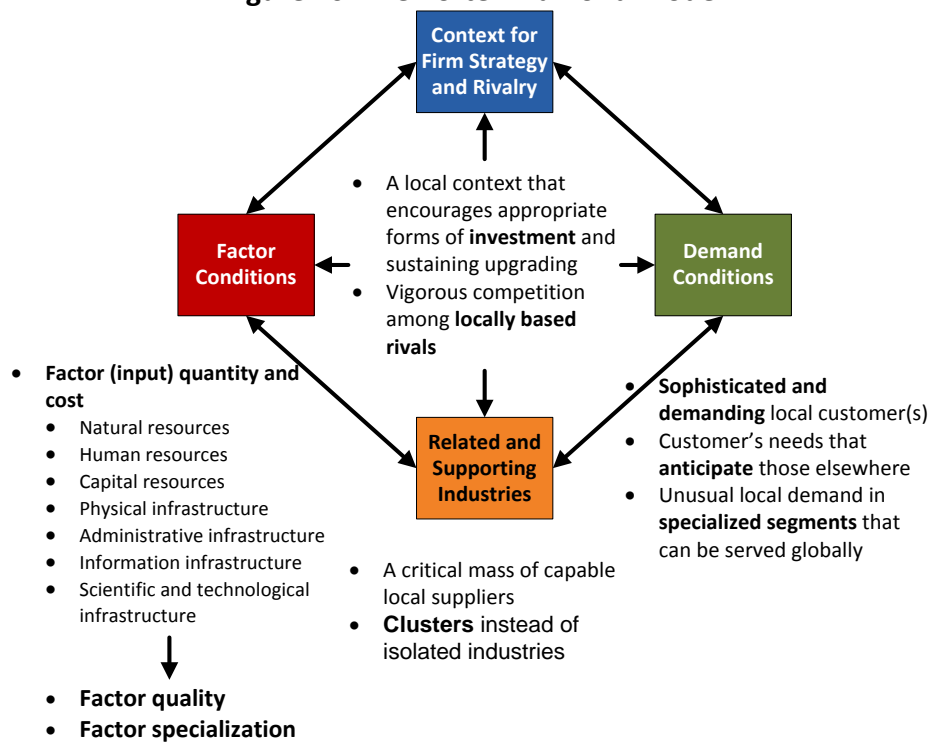 Context for
Firm Strategy
and Rivalry
• A local context that
encourages appropriate
forms of investment and
sustaining upgrading
• Vigorous competition
among locally based
rivals
Factor
Conditions
Demand
Conditions
• Factor (input) quantity and
cost
• Natural resources
• Human resources
• Capital resources
• Physical infrastructure
• Administrative infrastructure
• Information infrastructure
• Scientific and technological
infrastructure
• Factor quality
• Factor specialization
Related and
Supporting
Industries
• A critical mass of capable
local suppliers
• Clusters instead of
isolated industries
• Sophisticated and
demanding local customer(s)
• Customer’s needs that
anticipate those elsewhere
• Unusual local demand in
specialized segments that
can be served globally